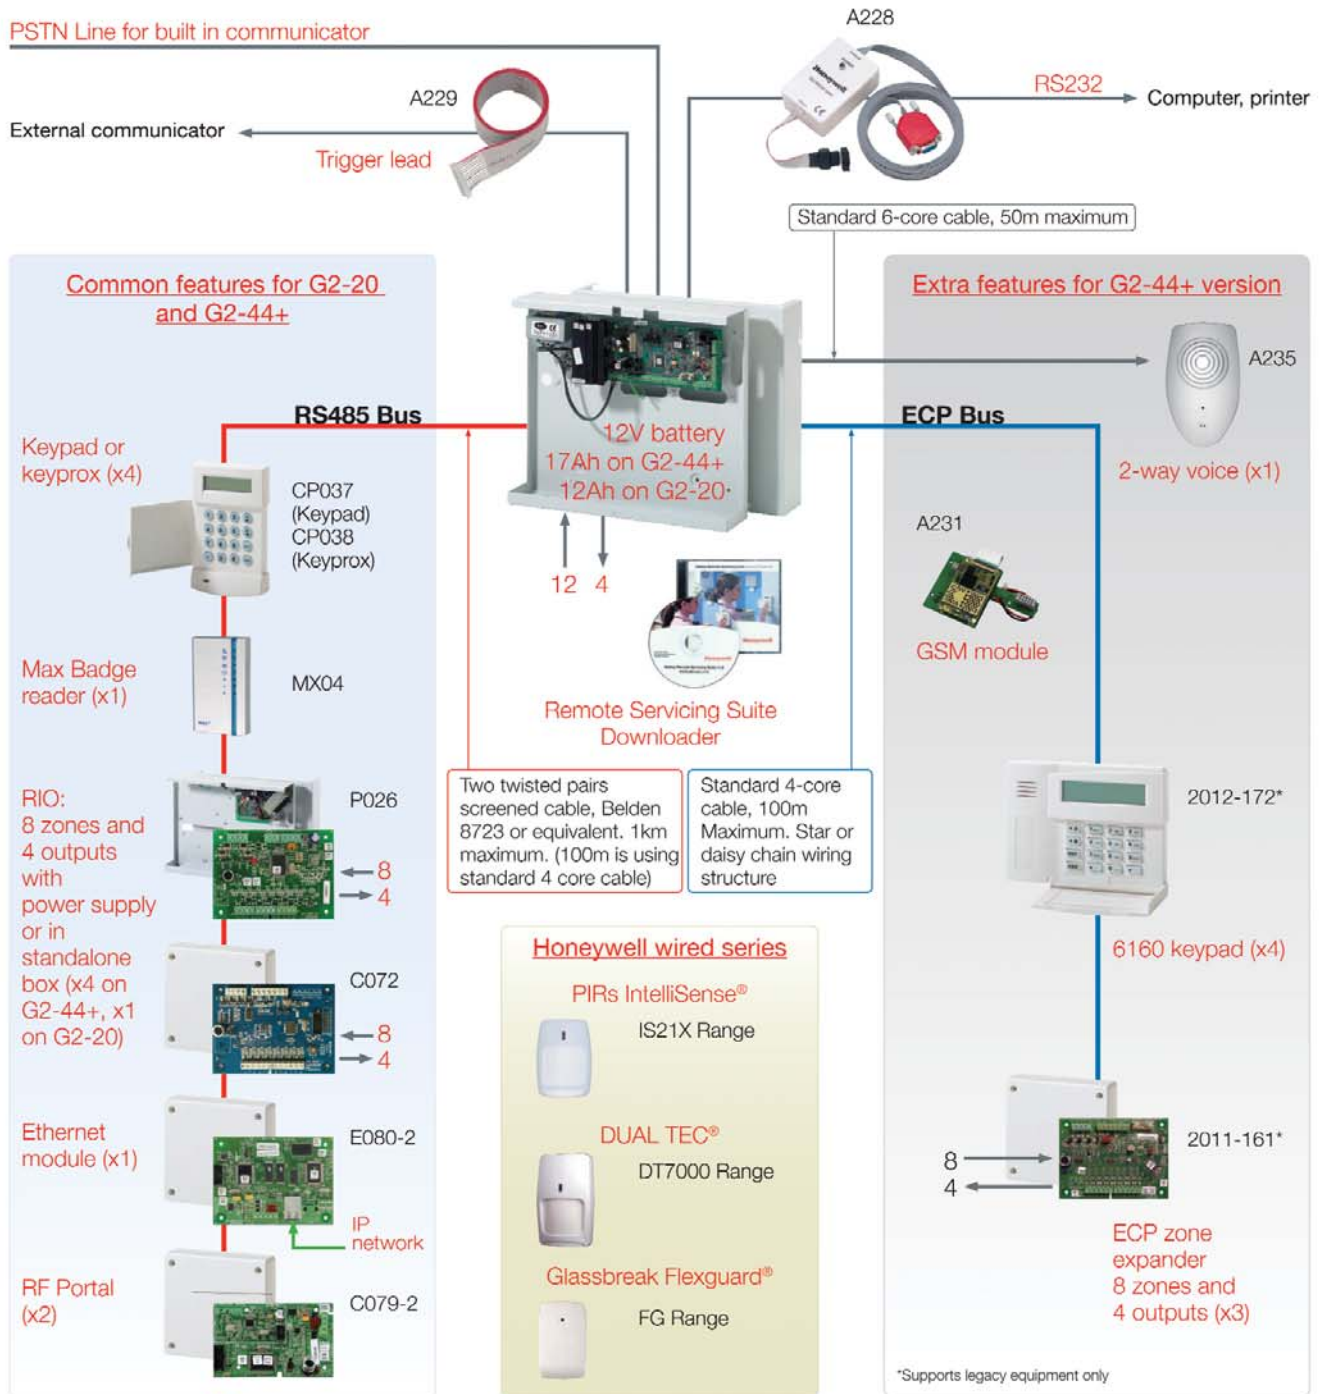 PSTN Line for built in communicator
A228
A229
RS232
Computer, printer
External communicator
Trigger lead
Standard 6-core cable, 50m maximum
Common features for G2-20
and G2-44+
Extra features for G2-44+ version
A235
RS485 Bus
ECP Bus
12V battery
17Ah on G2-44+
12Ah on G2-20*
2-way voice (x1)
Keypad or
keyprox (x4)
CP037
(Keypad)
CP038
(Keyprox)
A231
GSM module
12 4
Honeywell
Remote Servicing Suite
Downloader
Max Badge
reader (x1)
MX04
Two twisted pairs
screened cable, Belden
8723 or equivalent. 1km
maximum. (100m is using
standard 4 core cable)
Standard 4-core
cable, 100m
Maximum. Star or
daisy chain wiring
structure
RIO:
8 zones and
4 outputs
with
power supply
or in
standalone
box (x4 on
G2-44+, x1
on G2-20)
P026
8
4
C072
8
4
2012-172*
6160 keypad (x4)
Honeywell wired series
PIRs IntelliSense®
IS21X Range
DUAL TEC®
DT7000 Range
Glassbreak Flexguard®
FG Range
Ethernet
module (x1)
E080-2
IP
network
RF Portal
(x2)
C079-2
2011-161*
8
4
ECP zone
expander
8 zones and
4 outputs (x3)
*Supports legacy equipment only